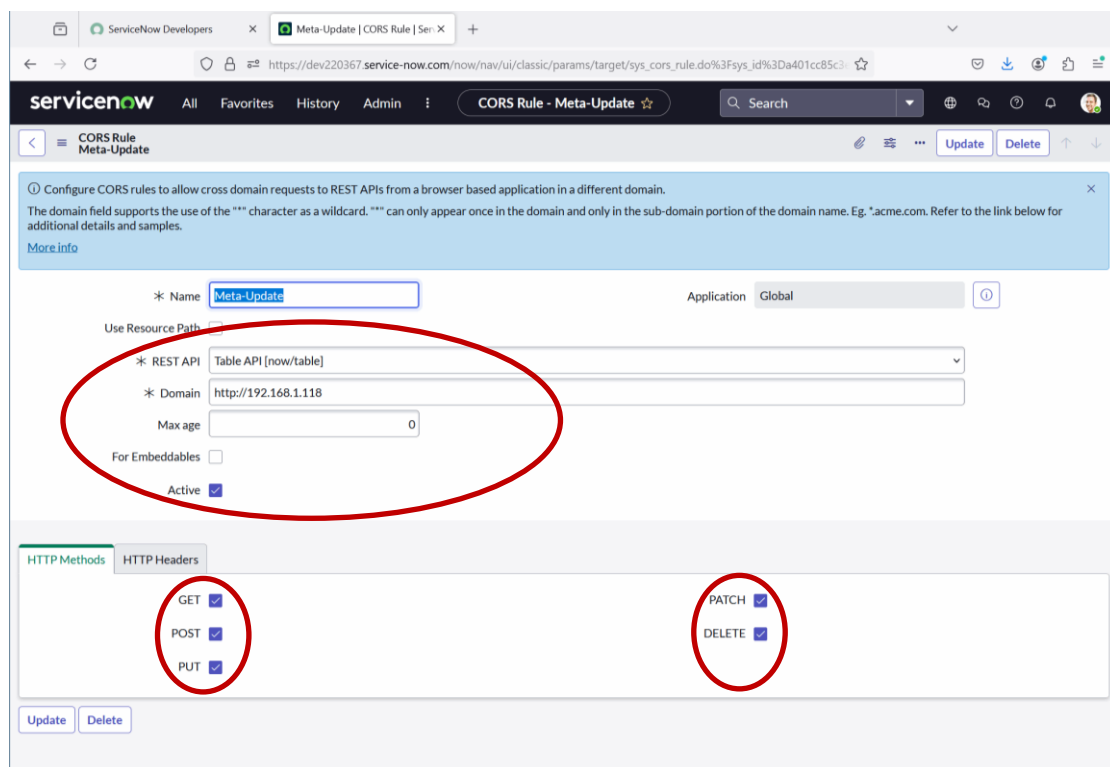 ServiceNow Developers
Meta-Update | CORS Rule | Ser
https://dev220367.service-now.com/now/nav/ui/classic/params/target/sys_cors_rule.do%3Fsys_id%3Da401cc85c3
servicenow All Favorites History Admin CORS Rule - Meta-Update Search
CORS Rule
Meta-Update
Update Delete
Configure CORS rules to allow cross domain requests to REST APIs from a browser based application in a different domain.
The domain field supports the use of the "*" character as a wildcard. "*" can only appear once in the domain and only in the sub-domain portion of the domain name. Eg. *.acme.com. Refer to the link below for
additional details and samples.
More info
Name Meta-Update Application Global
Use Resource Path
REST API Table API [now/table]
Domain http://192.168.1.118
Max age 0
For Embeddables
Active
HTTP Methods HTTP Headers
GET PATCH
POST DELETE
PUT
Update Delete